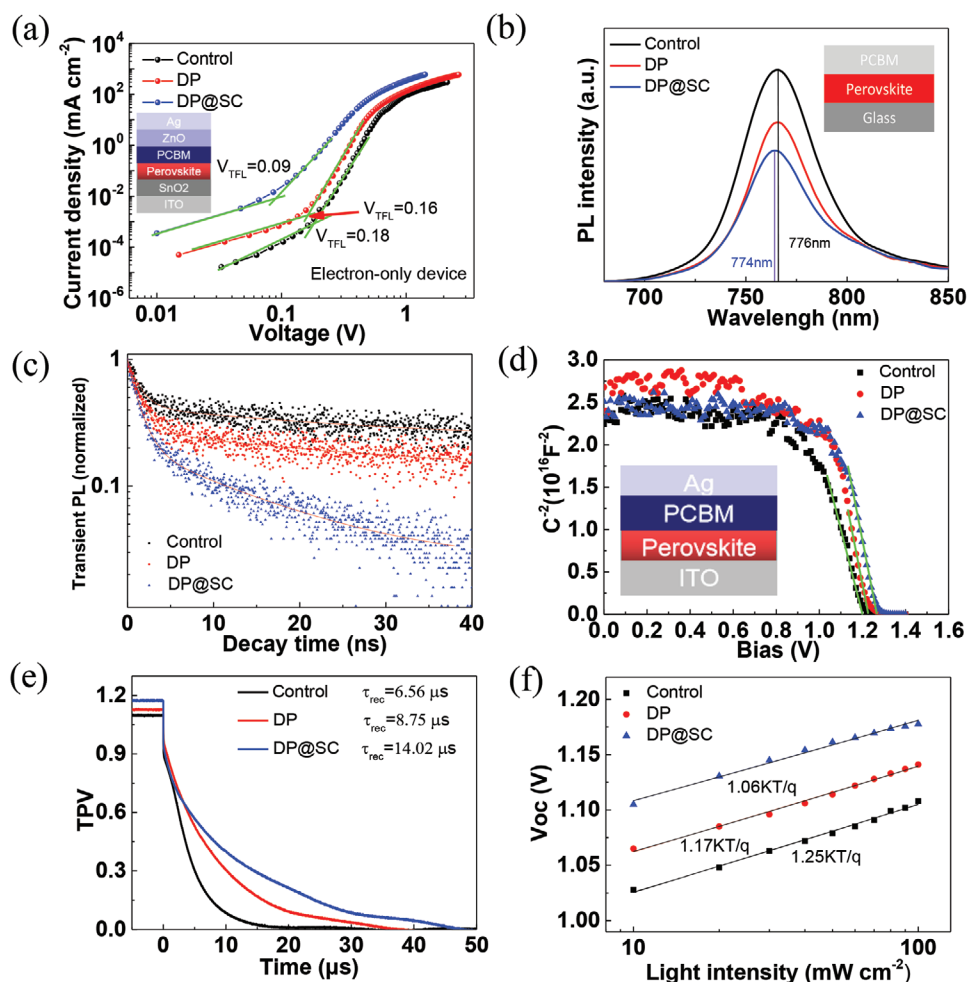 (a)
Current density (mA cm⁻²)
10⁴
10²
10⁰
10⁻²
10⁻⁴
10⁻⁶
Control
DP
DP@SC
Ag
ZnO
PCBM
Perovskite
SnO2
ITO
V_TFL=0.09
V_TFL=0.16
V_TFL=0.18
Electron-only device
0.01 0.1 1
Voltage (V)
(b)
PL intensity (a.u.)
Control
DP
DP@SC
PCBM
Perovskite
Glass
776nm
774nm
700 750 800 850
Wavelengh (nm)
(c)
Transient PL (normalized)
1
0.1
Control
DP
DP@SC
0 10 20 30 40
Decay time (ns)
(d)
C⁻²(10¹⁶F⁻²)
3.0
2.5
2.0
1.5
1.0
0.5
0.0
Control
DP
DP@SC
Ag
PCBM
Perovskite
ITO
0.0 0.2 0.4 0.6 0.8 1.0 1.2 1.4 1.6
Bias (V)
(e)
TPV
1.2
0.9
0.6
0.3
0.0
Control τrec=6.56 μs
DP τrec=8.75 μs
DP@SC τrec=14.02 μs
0 10 20 30 40 50
Time (μs)
(f)
Voc (V)
1.20
1.15
1.10
1.05
1.00
Control
DP
DP@SC
1.06KT/q
1.17KT/q
1.25KT/q
10 100
Light intensity (mW cm⁻²)